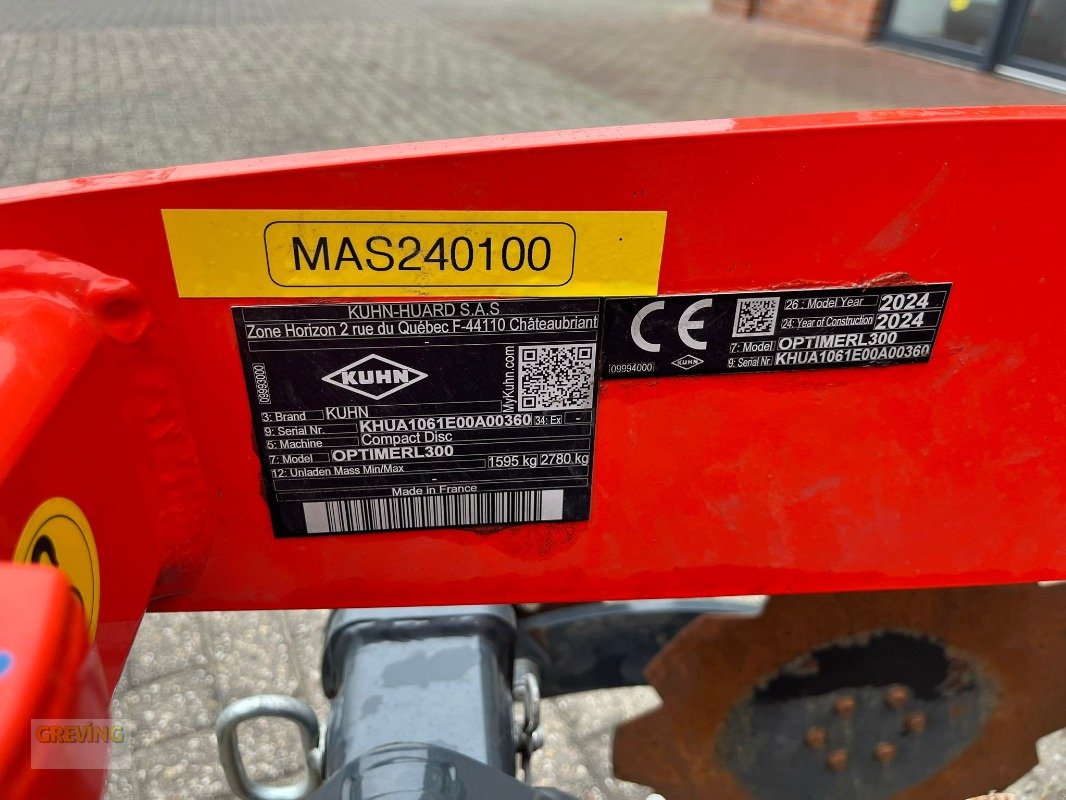 MAS240100
KUHN-HUARD S.A.S
Zone Horizon 2 rue du Québec F-44110 Châteaubriant
09993000
KUHN
MyKuhn.com
3: Brand KUHN
9: Serial Nr. KHUA1061E00A00360 34: Ex -
5: Machine Compact Disc
7: Model OPTIMERL300
12: Unladen Mass Min/Max 1595 kg 2780 kg
-
Made in France
CE
KUHN
09994000
26 : Model Year 2024
24: Year of Construction 2024
7: Model OPTIMERL300
9: Serial Nr. KHUA1061E00A00360
GREVING